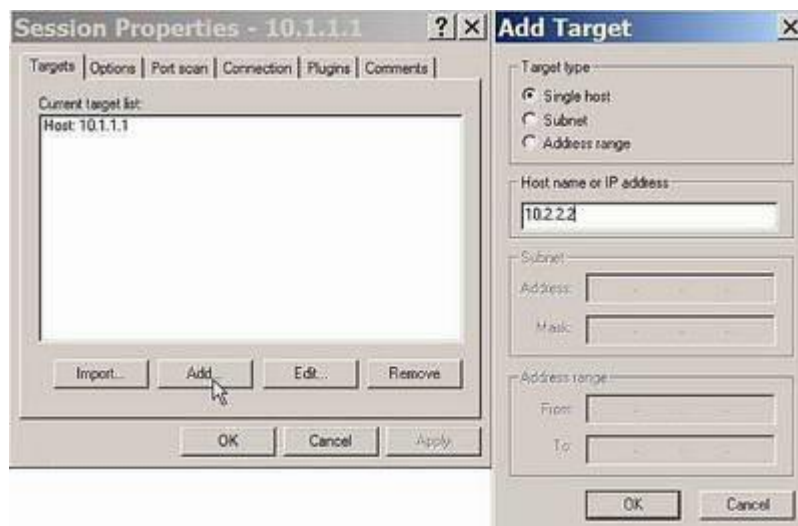 Session Properties - 10.1.1.1
Targets Options Port scan Connection Plugins Comments
Current target list:
Host: 10.1.1.1
Import... Add... Edit... Remove
OK Cancel Apply
Add Target
Target type
Single host
Subnet
Address range
Host name or IP address
10.2.2.2
Subnet
Address:
Mask:
Address range
From:
To:
OK Cancel